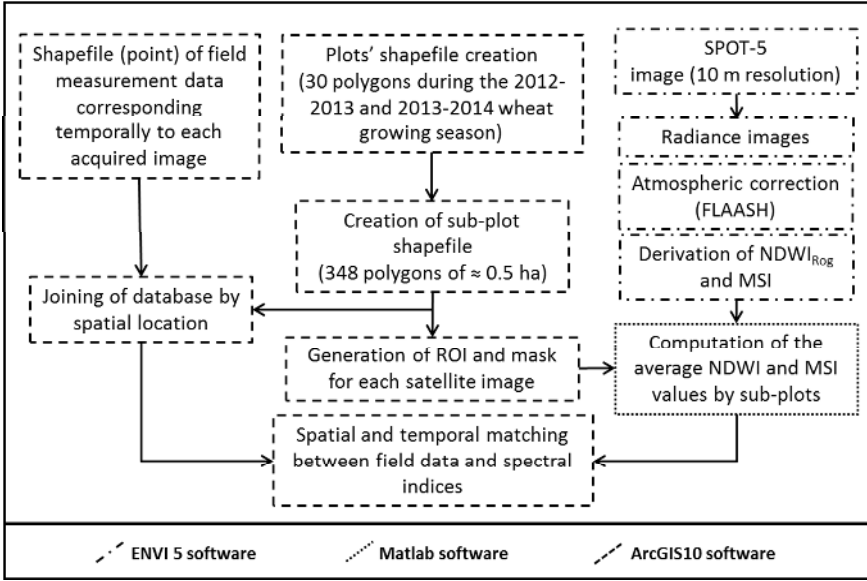 Shapefile (point) of field
measurement data
corresponding
temporally to each
acquired image
Plots’ shapefile creation
(30 polygons during the 2012-
2013 and 2013-2014 wheat
growing season)
SPOT-5
image (10 m resolution)
Radiance images
Atmospheric correction
(FLAASH)
Creation of sub-plot
shapefile
(348 polygons of ≈ 0.5 ha)
Derivation of NDWIRog
and MSI
Joining of database by
spatial location
Generation of ROI and mask
for each satellite image
Computation of the
average NDWI and MSI
values by sub-plots
Spatial and temporal matching
between field data and spectral
indices
ENVI 5 software
Matlab software
ArcGIS10 software